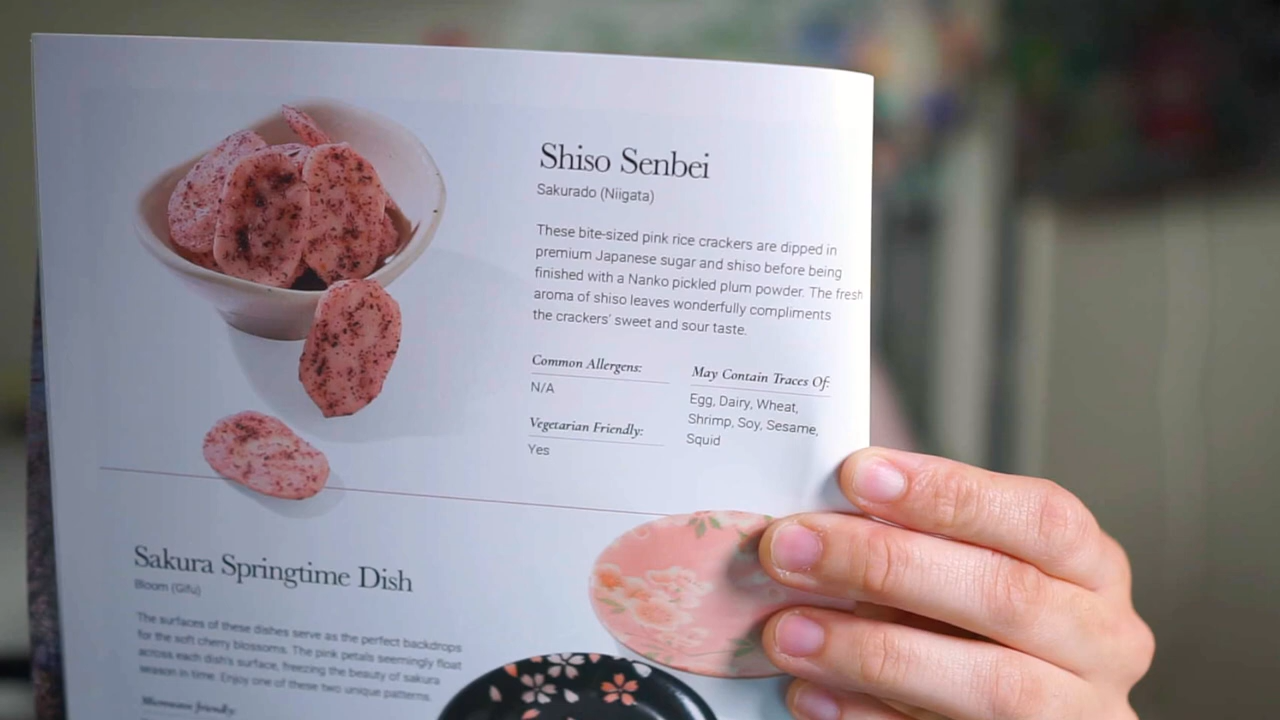 Shiso Senbei
Sakurado (Niigata)
These bite-sized pink rice crackers are dipped in
premium Japanese sugar and shiso before being
finished with a Nanko pickled plum powder. The fresh
aroma of shiso leaves wonderfully compliments
the crackers' sweet and sour taste.
Common Allergens:
N/A
Vegetarian Friendly:
Yes
May Contain Traces Of:
Egg, Dairy, Wheat,
Shrimp, Soy, Sesame,
Squid
Sakura Springtime Dish
Bloom (Gifu)
The surfaces of these dishes serve as the perfect backdrops
for the soft cherry blossoms. The pink petals seemingly float
across each dish's surface, freezing the beauty of sakura
season in time. Enjoy one of these two unique patterns.
Microwave friendly: